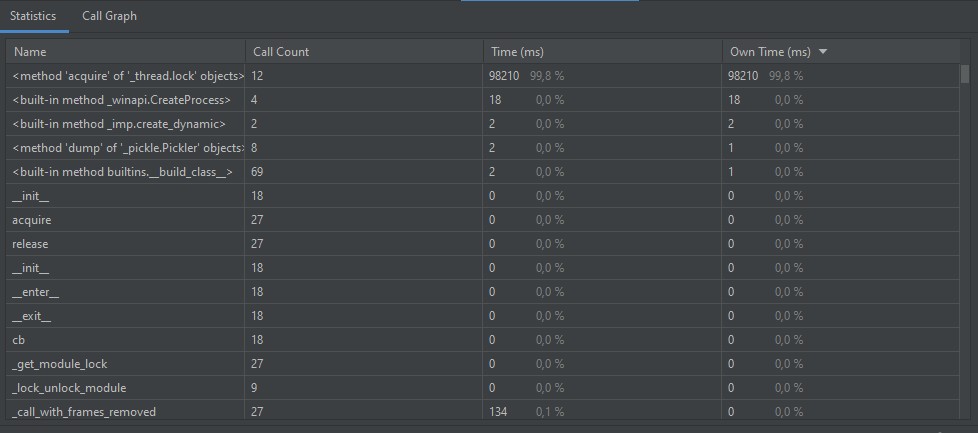 Statistics Call Graph
Name Call Count Time (ms) Own Time (ms)
<method 'acquire' of '_thread.lock' objects> 12 98210 99,8 % 98210 99,8 %
<built-in method _winapi.CreateProcess> 4 18 0,0 % 18 0,0 %
<built-in method _imp.create_dynamic> 2 2 0,0 % 2 0,0 %
<method 'dump' of '_pickle.Pickler' objects> 8 2 0,0 % 1 0,0 %
<built-in method builtins.__build_class__> 69 2 0,0 % 1 0,0 %
__init__ 18 0 0,0 % 0 0,0 %
acquire 27 0 0,0 % 0 0,0 %
release 27 0 0,0 % 0 0,0 %
__init__ 18 0 0,0 % 0 0,0 %
__enter__ 18 0 0,0 % 0 0,0 %
__exit__ 18 0 0,0 % 0 0,0 %
cb 18 0 0,0 % 0 0,0 %
_get_module_lock 27 0 0,0 % 0 0,0 %
_lock_unlock_module 9 0 0,0 % 0 0,0 %
_call_with_frames_removed 27 134 0,1 % 0 0,0 %